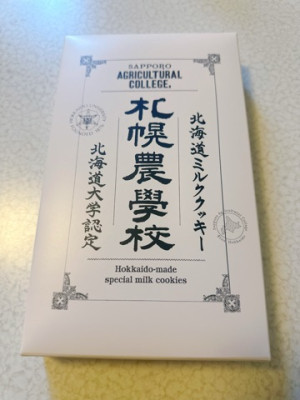 SAPPORO
AGRICULTURAL
COLLEGE,
北海道ミルククッキー
札幌農學校
北海道大学認定
Hokkaido-made
special milk cookies